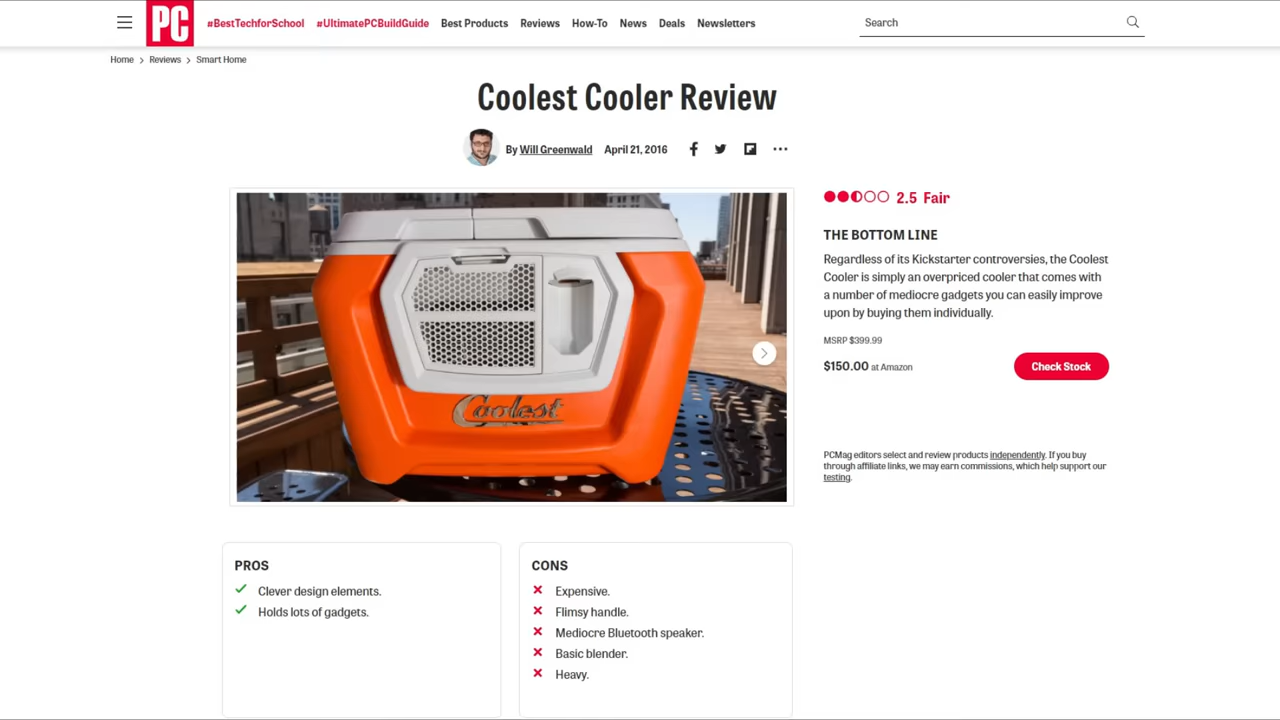 PC
#BestTechforSchool
#UltimatePCBuildGuide
Best Products
Reviews
How-To
News
Deals
Newsletters
Search
Home > Reviews > Smart Home
Coolest Cooler Review
By Will Greenwald April 21, 2016
Coolest
2.5 Fair
THE BOTTOM LINE
Regardless of its Kickstarter controversies, the Coolest
Cooler is simply an overpriced cooler that comes with
a number of mediocre gadgets you can easily improve
upon by buying them individually.
MSRP $399.99
$150.00 at Amazon
Check Stock
PCMag editors select and review products independently. If you buy
through affiliate links, we may earn commissions, which help support our
testing.
PROS
Clever design elements.
Holds lots of gadgets.
CONS
Expensive.
Flimsy handle.
Mediocre Bluetooth speaker.
Basic blender.
Heavy.